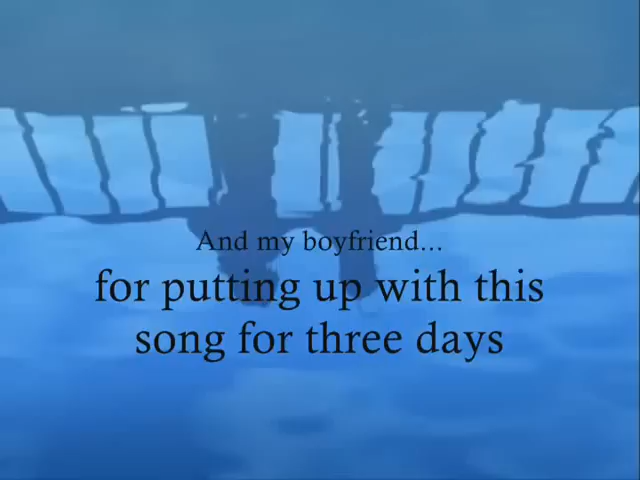 And my boyfriend...
for putting up with this
song for three days